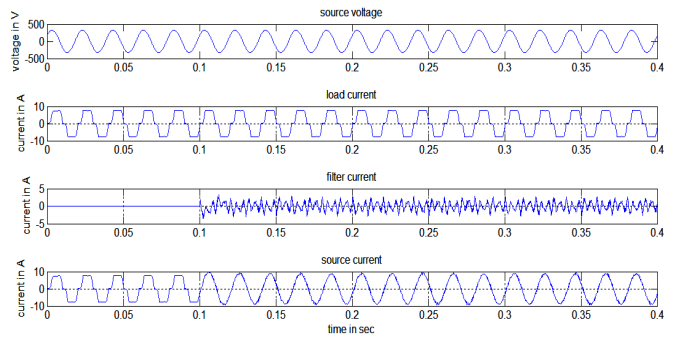 source voltage
voltage in V
500
0
-500
0 0.05 0.1 0.15 0.2 0.25 0.3 0.35 0.4
load current
current in A
10
0
-10
0 0.05 0.1 0.15 0.2 0.25 0.3 0.35 0.4
filter current
current in A
5
0
-5
0 0.05 0.1 0.15 0.2 0.25 0.3 0.35 0.4
source current
current in A
10
0
-10
0 0.05 0.1 0.15 0.2 0.25 0.3 0.35 0.4
time in sec